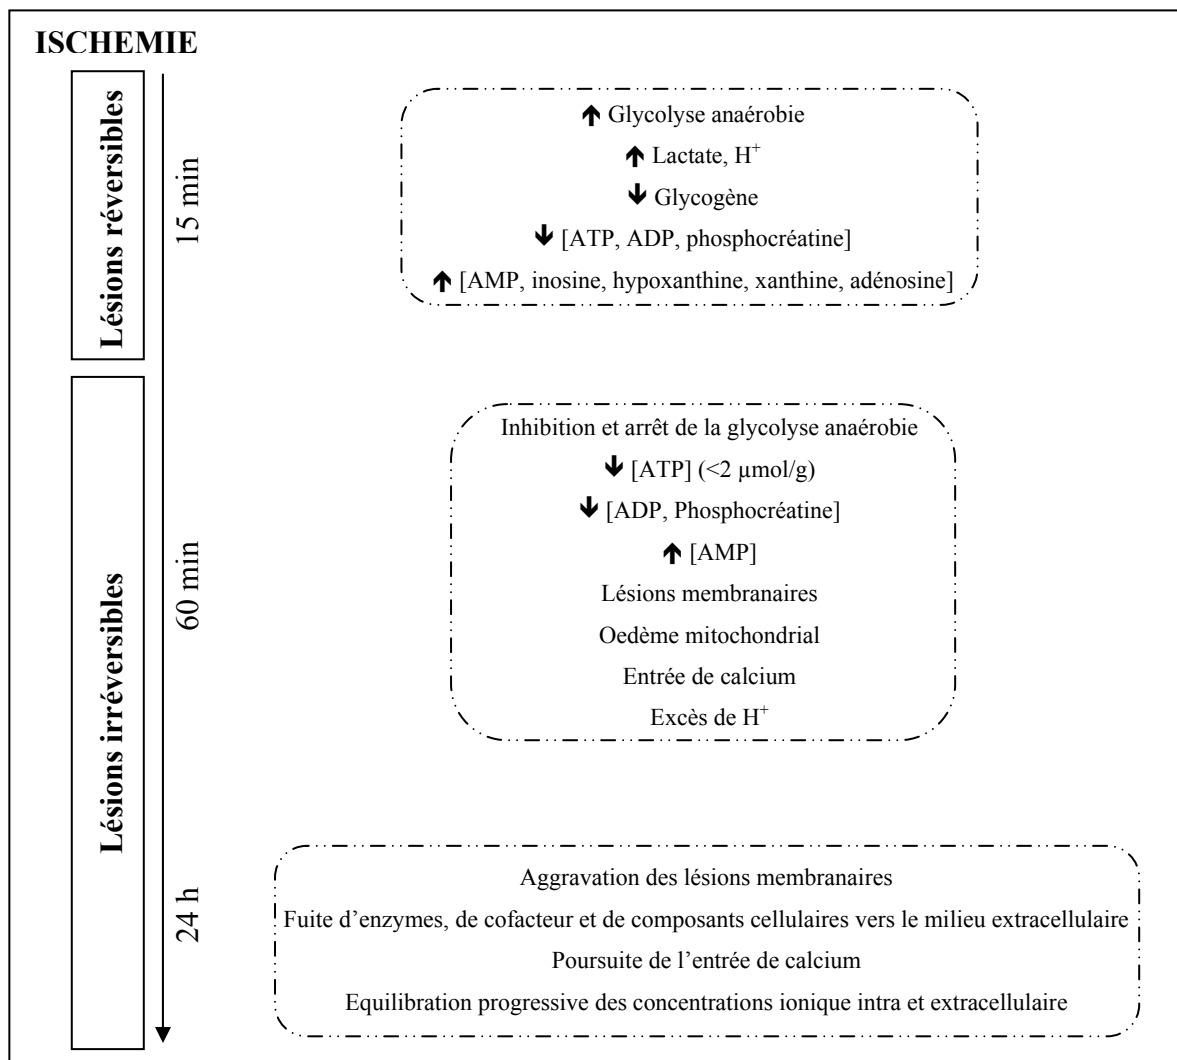 ISCHEMIE
Lésions réversibles
15 min
🡹 Glycolyse anaérobie
🡹 Lactate, H⁺
🡻 Glycogène
🡻 [ATP, ADP, phosphocréatine]
🡹 [AMP, inosine, hypoxanthine, xanthine, adénosine]
Lésions irréversibles
60 min
Inhibition et arrêt de la glycolyse anaérobie
🡻 [ATP] (<2 µmol/g)
🡻 [ADP, Phosphocréatine]
🡹 [AMP]
Lésions membranaires
Oedème mitochondrial
Entrée de calcium
Excès de H⁺
24 h
Aggravation des lésions membranaires
Fuite d’enzymes, de cofacteur et de composants cellulaires vers le milieu extracellulaire
Poursuite de l’entrée de calcium
Equilibration progressive des concentrations ionique intra et extracellulaire